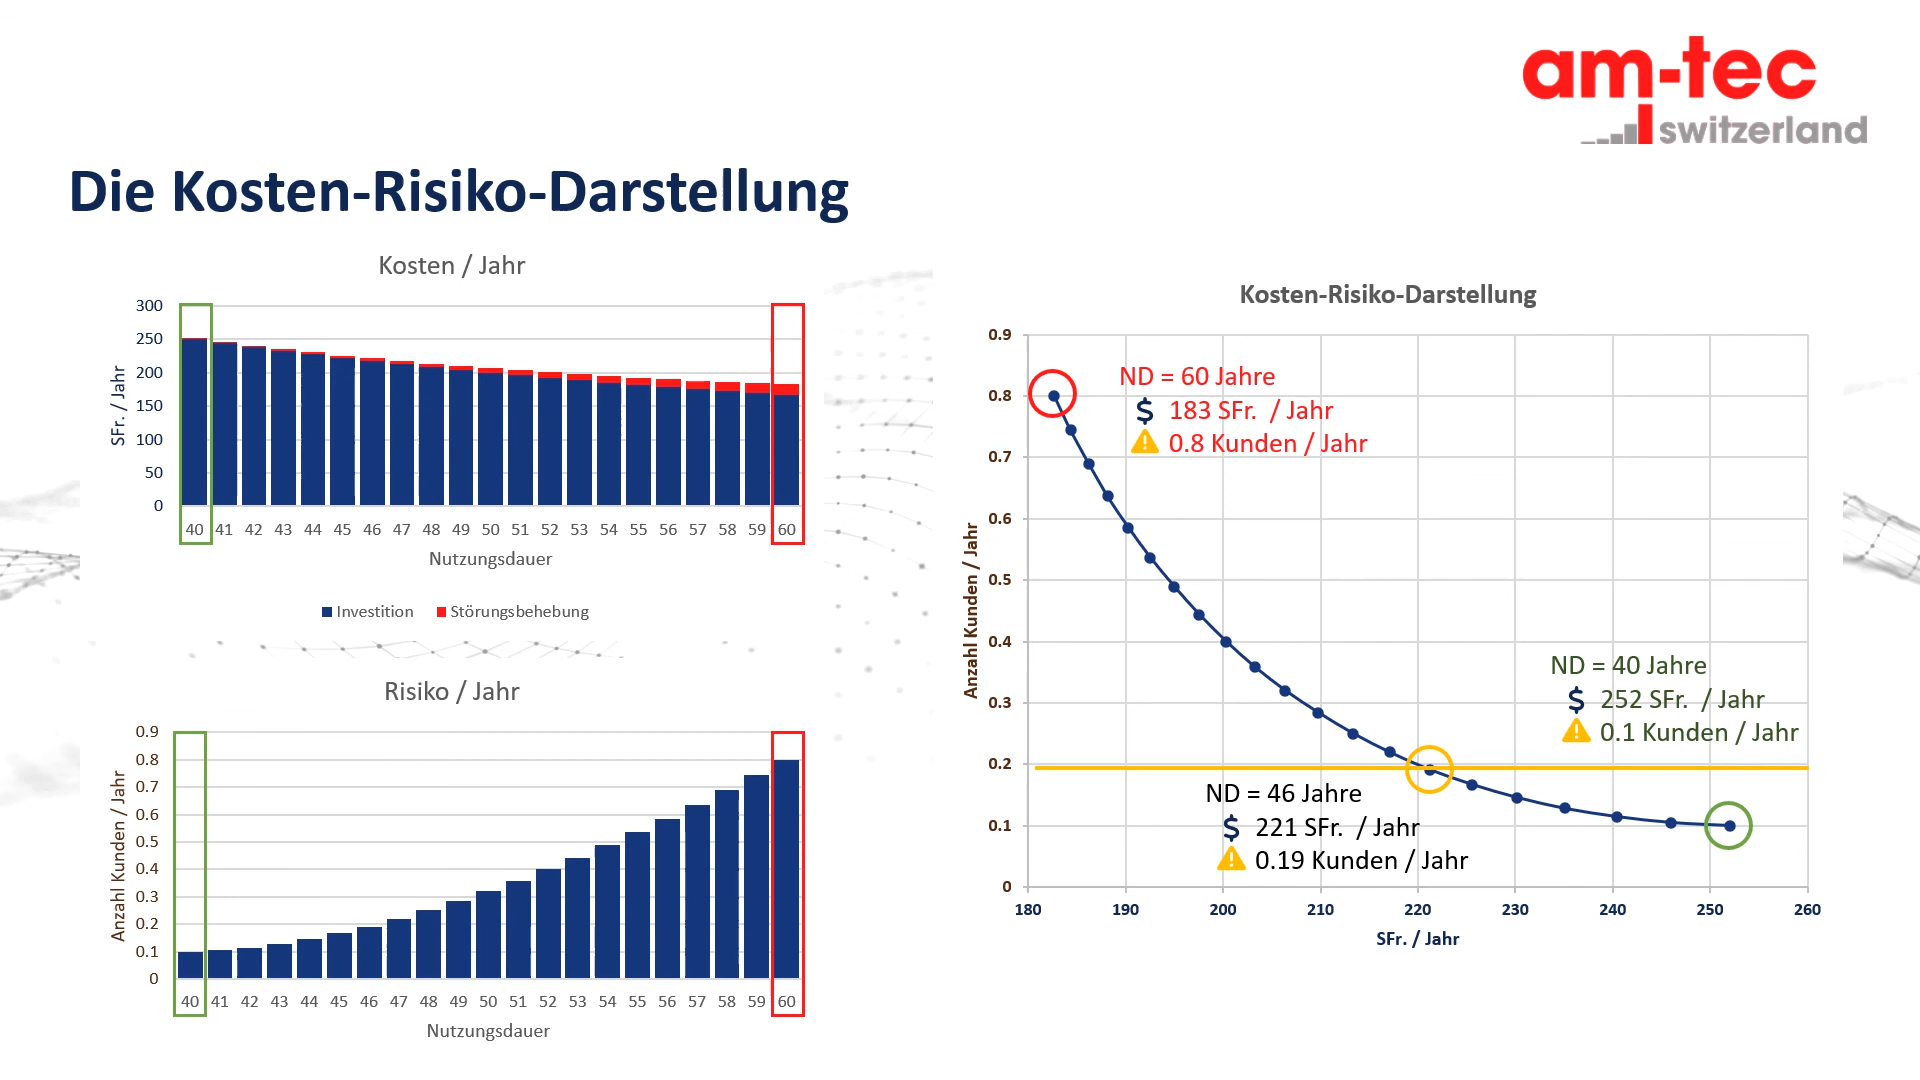 am-tec
switzerland
Die Kosten-Risiko-Darstellung
Kosten / Jahr
300
250
200
150
100
50
0
SFr. / Jahr
40 41 42 43 44 45 46 47 48 49 50 51 52 53 54 55 56 57 58 59 60
Nutzungsdauer
Investition Störungsbehebung
Risiko / Jahr
0.9
0.8
0.7
0.6
0.5
0.4
0.3
0.2
0.1
0
Anzahl Kunden / Jahr
40 41 42 43 44 45 46 47 48 49 50 51 52 53 54 55 56 57 58 59 60
Nutzungsdauer
Kosten-Risiko-Darstellung
0.9
0.8
0.7
0.6
0.5
0.4
0.3
0.2
0.1
0
Anzahl Kunden / Jahr
ND = 60 Jahre
$ 183 SFr. / Jahr
0.8 Kunden / Jahr
ND = 40 Jahre
$ 252 SFr. / Jahr
0.1 Kunden / Jahr
ND = 46 Jahre
$ 221 SFr. / Jahr
0.19 Kunden / Jahr
180 190 200 210 220 230 240 250 260
SFr. / Jahr